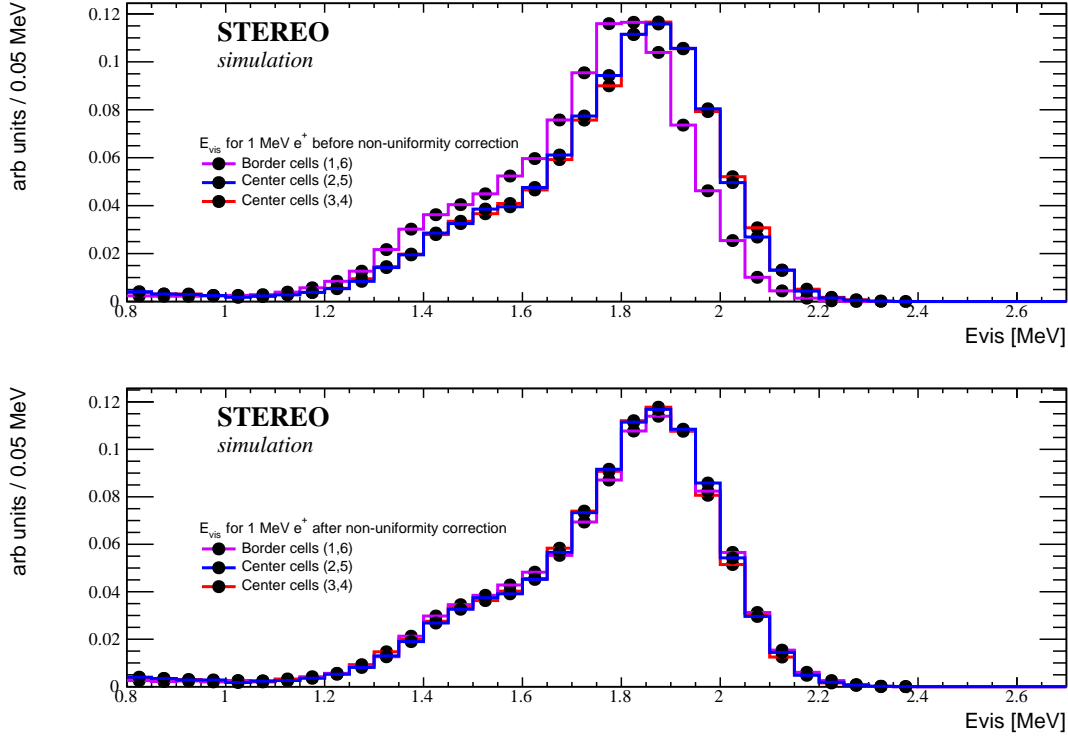 arb units / 0.05 MeV
0.12
0.1
0.08
0.06
0.04
0.02
0
STEREO
simulation
E_vis for 1 MeV e⁺ before non-uniformity correction
Border cells (1,6)
Center cells (2,5)
Center cells (3,4)
0.8 1 1.2 1.4 1.6 1.8 2 2.2 2.4 2.6
Evis [MeV]
arb units / 0.05 MeV
0.12
0.1
0.08
0.06
0.04
0.02
0
STEREO
simulation
E_vis for 1 MeV e⁺ after non-uniformity correction
Border cells (1,6)
Center cells (2,5)
Center cells (3,4)
0.8 1 1.2 1.4 1.6 1.8 2 2.2 2.4 2.6
Evis [MeV]